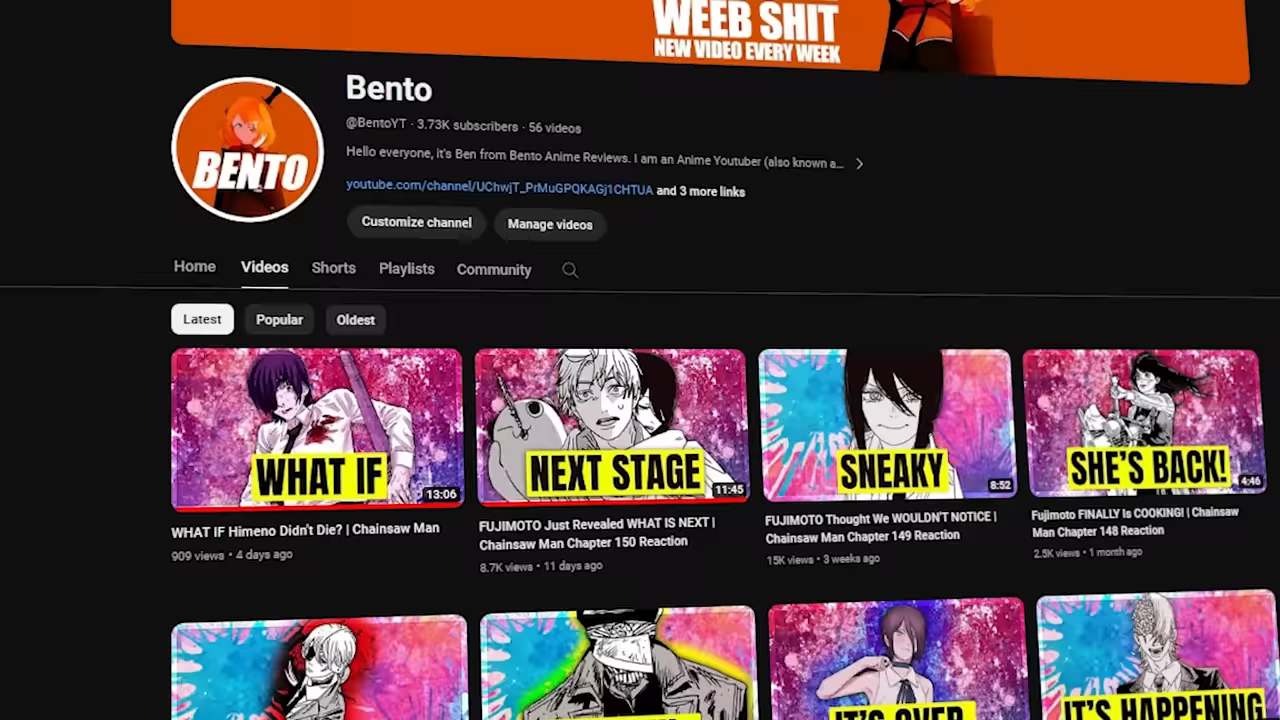 WEEB SHIT
NEW VIDEO EVERY WEEK
BENTO
Bento
@BentoYT · 3.73K subscribers · 56 videos
Hello everyone, it's Ben from Bento Anime Reviews. I am an Anime Youtuber (also known a...
youtube.com/channel/UChwjT_PrMuGPQKAGj1CHTUA and 3 more links
Customize channel
Manage videos
Home
Videos
Shorts
Playlists
Community
Latest
Popular
Oldest
WHAT IF
13:06
NEXT STAGE
11:45
SNEAKY
8:52
SHE'S BACK!
4:46
WHAT IF Himeno Didn't Die? | Chainsaw Man
909 views • 4 days ago
FUJIMOTO Just Revealed WHAT IS NEXT |
Chainsaw Man Chapter 150 Reaction
8.7K views • 11 days ago
FUJIMOTO Thought We WOULDN'T NOTICE |
Chainsaw Man Chapter 149 Reaction
15K views • 3 weeks ago
Fujimoto FINALLY Is COOKING! | Chainsaw
Man Chapter 148 Reaction
2.5K views • 1 month ago
IT'S OVER
IT'S HAPPENING